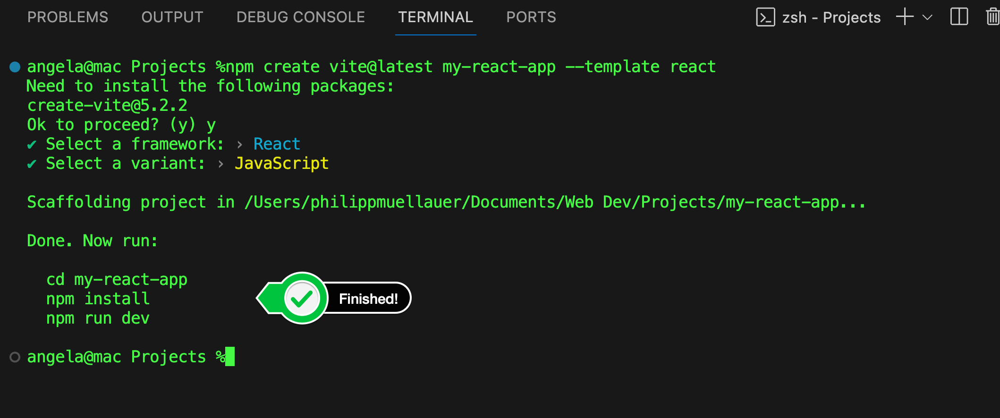 PROBLEMS OUTPUT DEBUG CONSOLE TERMINAL PORTS zsh - Projects
angela@mac Projects %npm create vite@latest my-react-app --template react
Need to install the following packages:
create-vite@5.2.2
Ok to proceed? (y) y
✔ Select a framework: › React
✔ Select a variant: › JavaScript
Scaffolding project in /Users/philippmuellauer/Documents/Web Dev/Projects/my-react-app...
Done. Now run:
cd my-react-app
npm install
Finished!
npm run dev
angela@mac Projects %